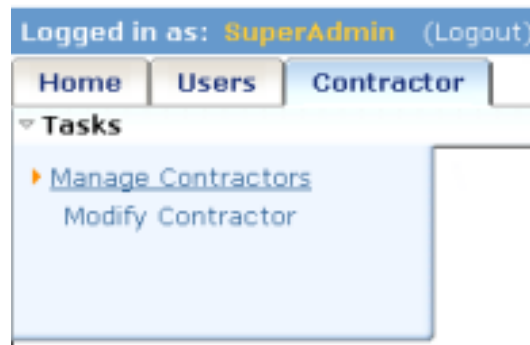 Logged in as: SuperAdmin (Logout)
Home Users Contractor
Tasks
Manage Contractors
Modify Contractor